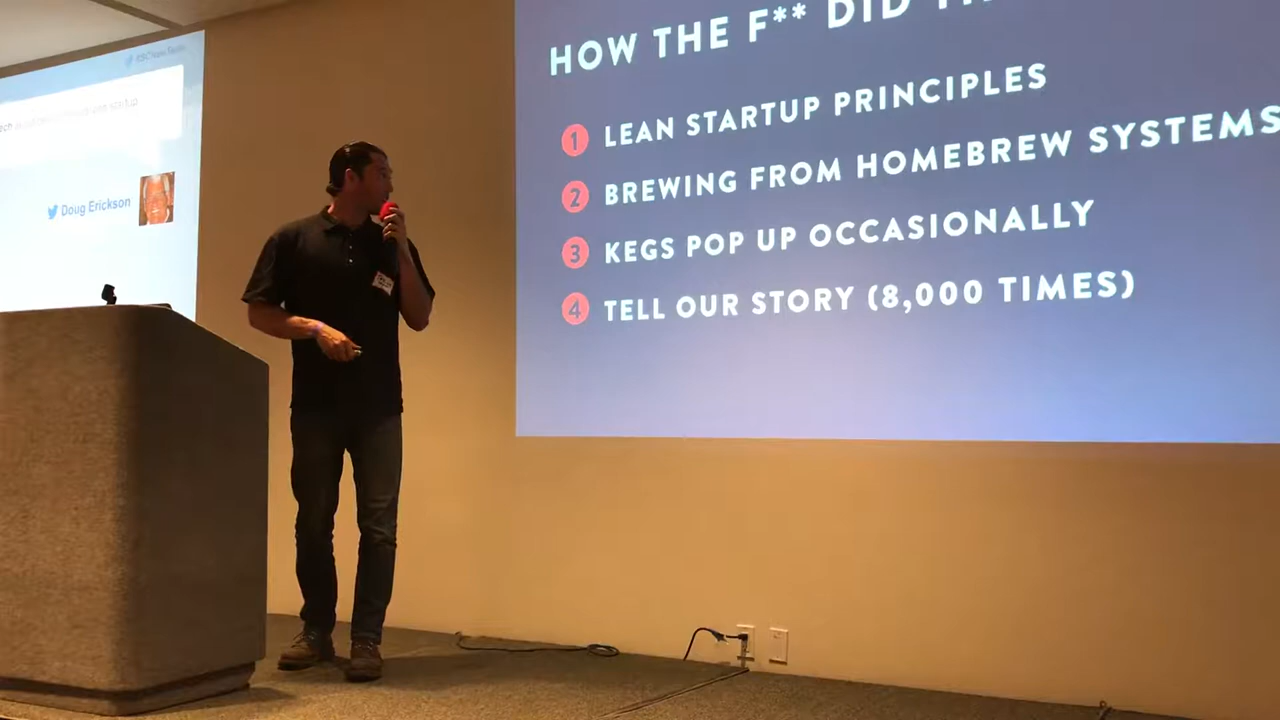 Doug Erickson
HOW THE F** DID
1 LEAN STARTUP PRINCIPLES
2 BREWING FROM HOMEBREW SYSTEMS
3 KEGS POP UP OCCASIONALLY
4 TELL OUR STORY (8,000 TIMES)